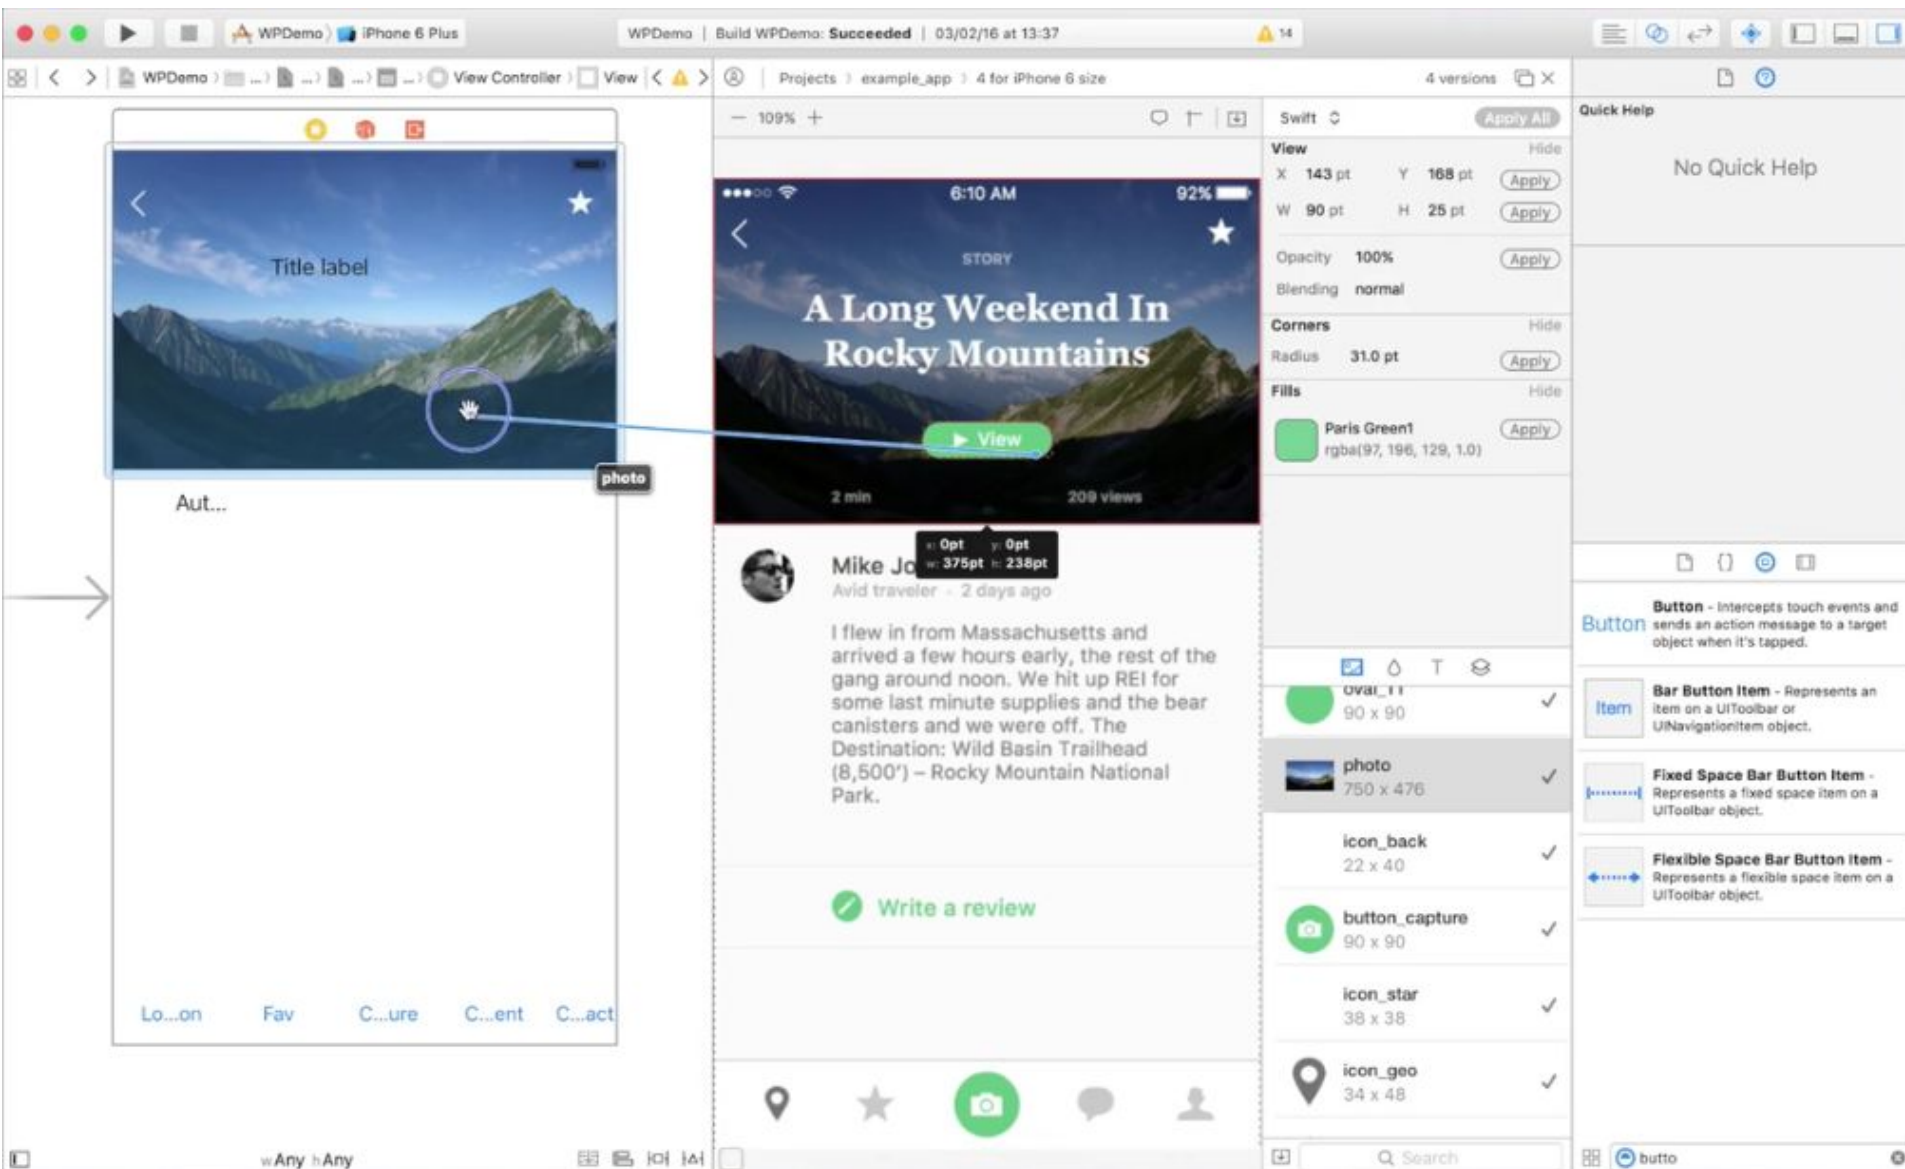 WPDemo iPhone 6 Plus
WPDemo | Build WPDemo: Succeeded | 03/02/16 at 13:37
14
WPDemo ... ... ... ... View Controller View
Projects example_app 4 for iPhone 6 size
4 versions
Title label
photo
Aut...
Lo...on Fav C...ure C...ent C...act
wAny hAny
109%
6:10 AM 92%
STORY
A Long Weekend In
Rocky Mountains
View
2 min 209 views
x: 0pt y: 0pt
w: 375pt h: 238pt
Mike Jo
Avid traveler - 2 days ago
I flew in from Massachusetts and
arrived a few hours early, the rest of the
gang around noon. We hit up REI for
some last minute supplies and the bear
canisters and we were off. The
Destination: Wild Basin Trailhead
(8,500′) – Rocky Mountain National
Park.
Write a review
Swift Apply All
View Hide
X 143 pt Y 168 pt Apply
W 90 pt H 25 pt Apply
Opacity 100% Apply
Blending normal
Corners Hide
Radius 31.0 pt Apply
Fills Hide
Paris Green1 Apply
rgba(97, 196, 129, 1.0)
T
oval_11
90 x 90
photo
750 x 476
icon_back
22 x 40
button_capture
90 x 90
icon_star
38 x 38
icon_geo
34 x 48
Search
Quick Help
No Quick Help
{}
Button
Button - Intercepts touch events and
sends an action message to a target
object when it's tapped.
Item
Bar Button Item - Represents an
item on a UIToolbar or
UINavigationItem object.
Fixed Space Bar Button Item -
Represents a fixed space item on a
UIToolbar object.
Flexible Space Bar Button Item -
Represents a flexible space item on a
UIToolbar object.
butto